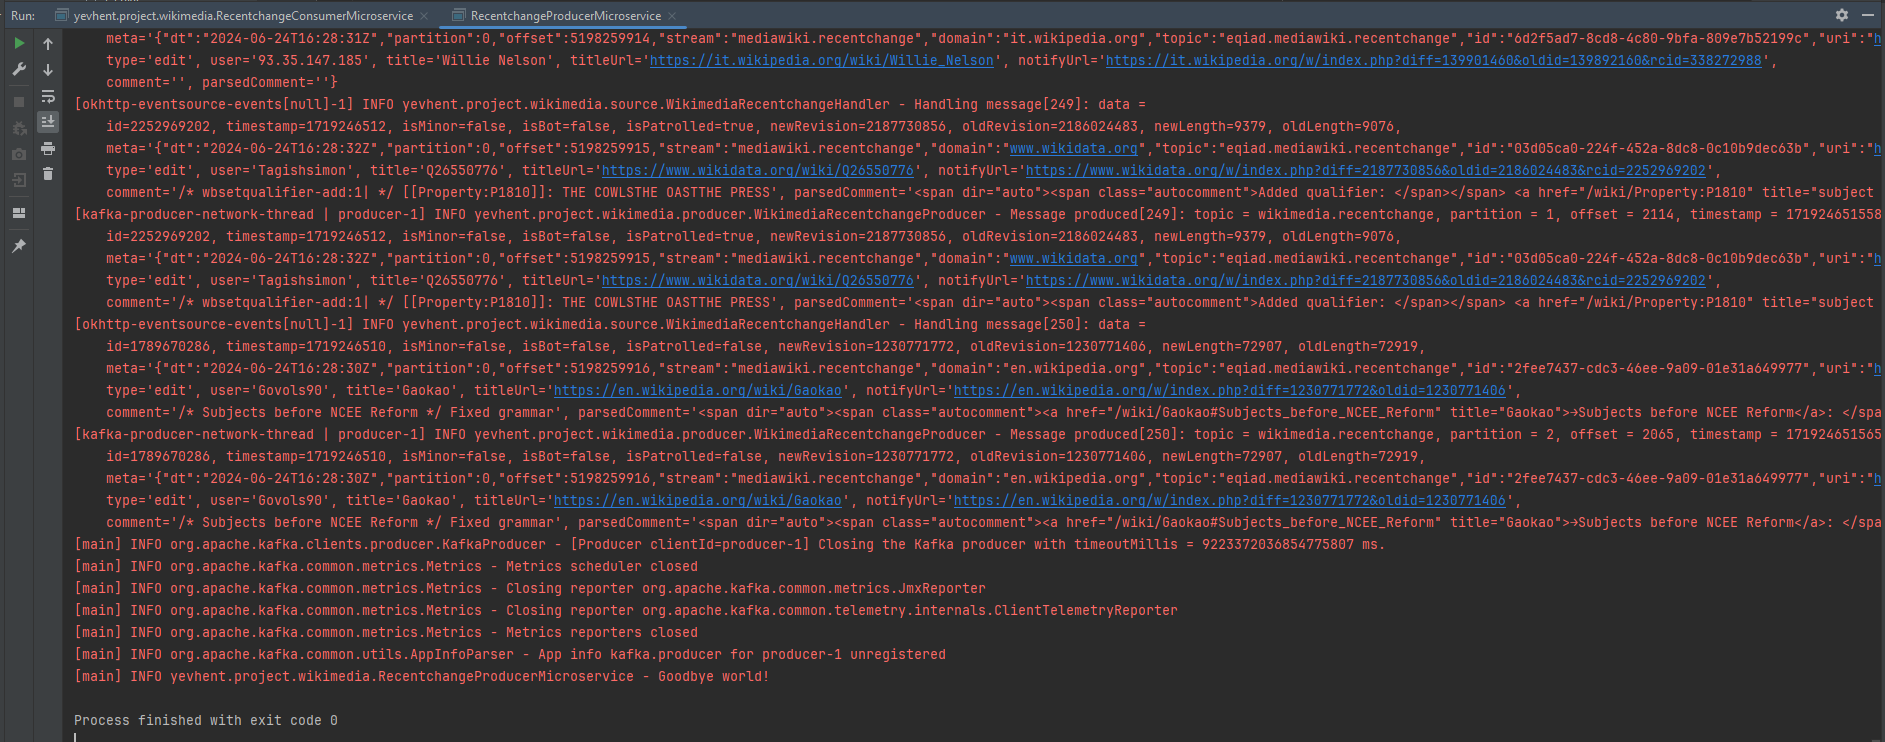 Run: yevhent.project.wikimedia.RecentchangeConsumerMicroservice × RecentchangeProducerMicroservice ×
meta='{"dt":"2024-06-24T16:28:31Z","partition":0,"offset":5198259914,"stream":"mediawiki.recentchange","domain":"it.wikipedia.org","topic":"eqiad.mediawiki.recentchange","id":"6d2f5ad7-8cd8-4c80-9bfa-809e7b52199c","uri":"h
type='edit', user='93.35.147.185', title='Willie Nelson', titleUrl='https://it.wikipedia.org/wiki/Willie_Nelson', notifyUrl='https://it.wikipedia.org/w/index.php?diff=139901460&oldid=139892160&rcid=338272988',
comment='', parsedComment=''}
[okhttp-eventsource-events[null]-1] INFO yevhent.project.wikimedia.source.WikimediaRecentchangeHandler - Handling message[249]: data =
id=2252969202, timestamp=1719246512, isMinor=false, isBot=false, isPatrolled=true, newRevision=2187730856, oldRevision=2186024483, newLength=9379, oldLength=9076,
meta='{"dt":"2024-06-24T16:28:32Z","partition":0,"offset":5198259915,"stream":"mediawiki.recentchange","domain":"www.wikidata.org","topic":"eqiad.mediawiki.recentchange","id":"03d05ca0-224f-452a-8dc8-0c10b9dec63b","uri":"h
type='edit', user='Tagishsimon', title='Q26550776', titleUrl='https://www.wikidata.org/wiki/Q26550776', notifyUrl='https://www.wikidata.org/w/index.php?diff=2187730856&oldid=2186024483&rcid=2252969202',
comment='/* wbsetqualifier-add:1| */ [[Property:P1810]]: THE COWLSTHE OASTTHE PRESS', parsedComment='<span dir="auto"><span class="autocomment">Added qualifier: </span></span> <a href="/wiki/Property:P1810" title="subject
[kafka-producer-network-thread | producer-1] INFO yevhent.project.wikimedia.producer.WikimediaRecentchangeProducer - Message produced[249]: topic = wikimedia.recentchange, partition = 1, offset = 2114, timestamp = 171924651558
id=2252969202, timestamp=1719246512, isMinor=false, isBot=false, isPatrolled=true, newRevision=2187730856, oldRevision=2186024483, newLength=9379, oldLength=9076,
meta='{"dt":"2024-06-24T16:28:32Z","partition":0,"offset":5198259915,"stream":"mediawiki.recentchange","domain":"www.wikidata.org","topic":"eqiad.mediawiki.recentchange","id":"03d05ca0-224f-452a-8dc8-0c10b9dec63b","uri":"h
type='edit', user='Tagishsimon', title='Q26550776', titleUrl='https://www.wikidata.org/wiki/Q26550776', notifyUrl='https://www.wikidata.org/w/index.php?diff=2187730856&oldid=2186024483&rcid=2252969202',
comment='/* wbsetqualifier-add:1| */ [[Property:P1810]]: THE COWLSTHE OASTTHE PRESS', parsedComment='<span dir="auto"><span class="autocomment">Added qualifier: </span></span> <a href="/wiki/Property:P1810" title="subject
[okhttp-eventsource-events[null]-1] INFO yevhent.project.wikimedia.source.WikimediaRecentchangeHandler - Handling message[250]: data =
id=1789670286, timestamp=1719246510, isMinor=false, isBot=false, isPatrolled=false, newRevision=1230771772, oldRevision=1230771406, newLength=72907, oldLength=72919,
meta='{"dt":"2024-06-24T16:28:30Z","partition":0,"offset":5198259916,"stream":"mediawiki.recentchange","domain":"en.wikipedia.org","topic":"eqiad.mediawiki.recentchange","id":"2fee7437-cdc3-46ee-9a09-01e31a649977","uri":"h
type='edit', user='Govols90', title='Gaokao', titleUrl='https://en.wikipedia.org/wiki/Gaokao', notifyUrl='https://en.wikipedia.org/w/index.php?diff=1230771772&oldid=1230771406',
comment='/* Subjects before NCEE Reform */ Fixed grammar', parsedComment='<span dir="auto"><span class="autocomment"><a href="/wiki/Gaokao#Subjects_before_NCEE_Reform" title="Gaokao">→Subjects before NCEE Reform</a>: </spa
[kafka-producer-network-thread | producer-1] INFO yevhent.project.wikimedia.producer.WikimediaRecentchangeProducer - Message produced[250]: topic = wikimedia.recentchange, partition = 2, offset = 2065, timestamp = 171924651565
id=1789670286, timestamp=1719246510, isMinor=false, isBot=false, isPatrolled=false, newRevision=1230771772, oldRevision=1230771406, newLength=72907, oldLength=72919,
meta='{"dt":"2024-06-24T16:28:30Z","partition":0,"offset":5198259916,"stream":"mediawiki.recentchange","domain":"en.wikipedia.org","topic":"eqiad.mediawiki.recentchange","id":"2fee7437-cdc3-46ee-9a09-01e31a649977","uri":"h
type='edit', user='Govols90', title='Gaokao', titleUrl='https://en.wikipedia.org/wiki/Gaokao', notifyUrl='https://en.wikipedia.org/w/index.php?diff=1230771772&oldid=1230771406',
comment='/* Subjects before NCEE Reform */ Fixed grammar', parsedComment='<span dir="auto"><span class="autocomment"><a href="/wiki/Gaokao#Subjects_before_NCEE_Reform" title="Gaokao">→Subjects before NCEE Reform</a>: </spa
[main] INFO org.apache.kafka.clients.producer.KafkaProducer - [Producer clientId=producer-1] Closing the Kafka producer with timeoutMillis = 9223372036854775807 ms.
[main] INFO org.apache.kafka.common.metrics.Metrics - Metrics scheduler closed
[main] INFO org.apache.kafka.common.metrics.Metrics - Closing reporter org.apache.kafka.common.metrics.JmxReporter
[main] INFO org.apache.kafka.common.metrics.Metrics - Closing reporter org.apache.kafka.common.telemetry.internals.ClientTelemetryReporter
[main] INFO org.apache.kafka.common.metrics.Metrics - Metrics reporters closed
[main] INFO org.apache.kafka.common.utils.AppInfoParser - App info kafka.producer for producer-1 unregistered
[main] INFO yevhent.project.wikimedia.RecentchangeProducerMicroservice - Goodbye world!
Process finished with exit code 0